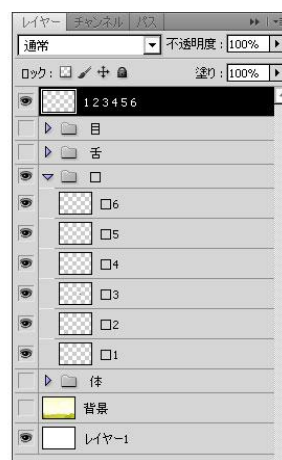 レイヤー チャンネル パス
通常 不透明度: 100%
ロック: 塗り: 100%
123456
目
舌
口
口6
口5
口4
口3
口2
口1
体
背景
レイヤー1